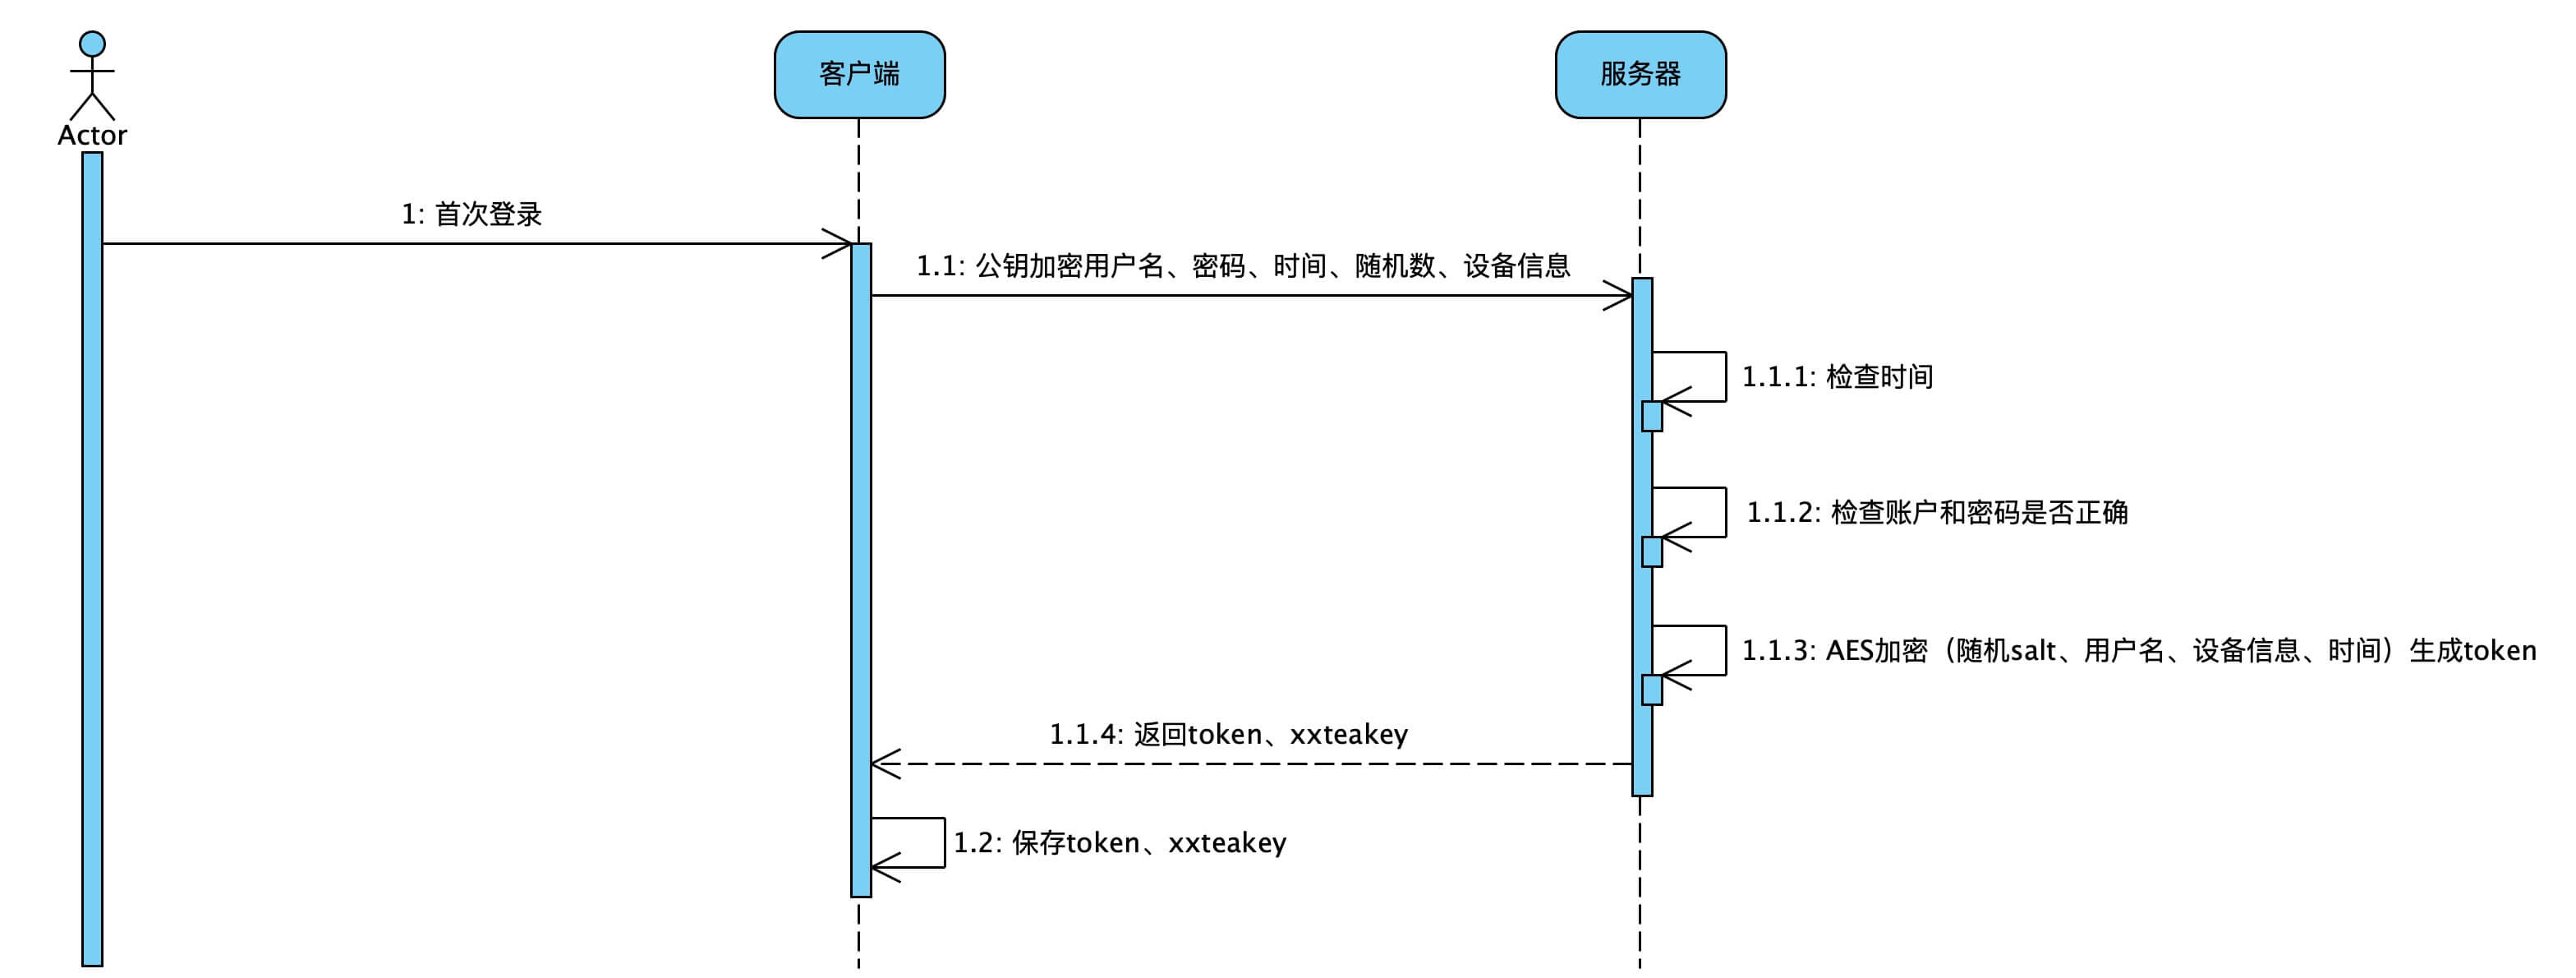 客户端
服务器
Actor
1: 首次登录
1.1: 公钥加密用户名、密码、时间、随机数、设备信息
1.1.1: 检查时间
1.1.2: 检查账户和密码是否正确
1.1.3: AES加密（随机salt、用户名、设备信息、时间）生成token
1.1.4: 返回token、xxteakey
1.2: 保存token、xxteakey